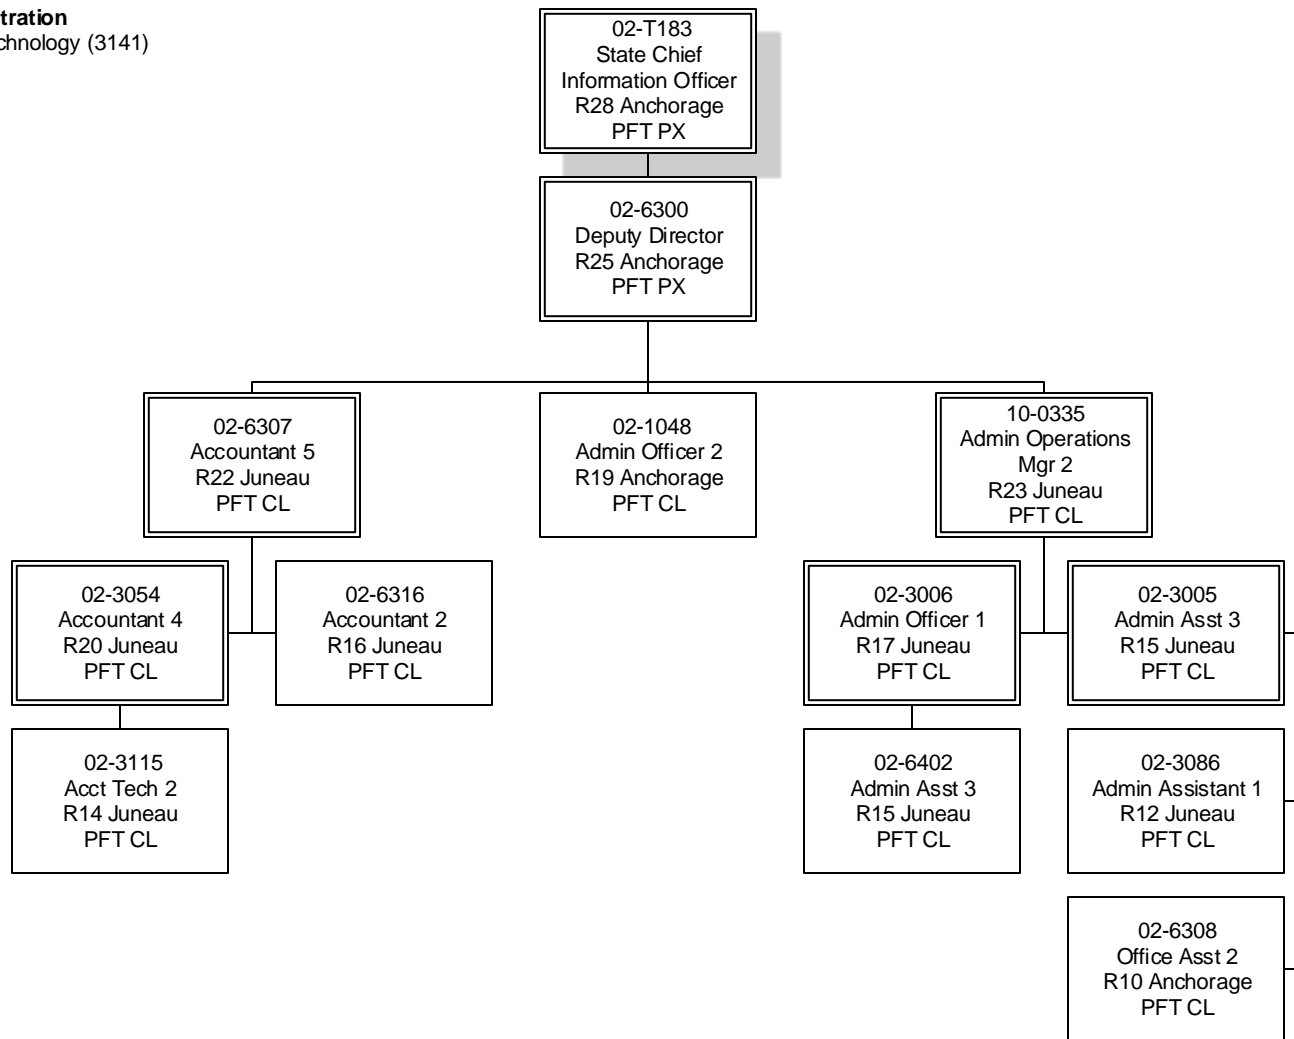 tration
chnology (3141)
02-T183
State Chief
Information Officer
R28 Anchorage
PFT PX
02-6300
Deputy Director
R25 Anchorage
PFT PX
02-6307
Accountant 5
R22 Juneau
PFT CL
02-1048
Admin Officer 2
R19 Anchorage
PFT CL
10-0335
Admin Operations
Mgr 2
R23 Juneau
PFT CL
02-3054
Accountant 4
R20 Juneau
PFT CL
02-6316
Accountant 2
R16 Juneau
PFT CL
02-3006
Admin Officer 1
R17 Juneau
PFT CL
02-3005
Admin Asst 3
R15 Juneau
PFT CL
02-3115
Acct Tech 2
R14 Juneau
PFT CL
02-6402
Admin Asst 3
R15 Juneau
PFT CL
02-3086
Admin Assistant 1
R12 Juneau
PFT CL
02-6308
Office Asst 2
R10 Anchorage
PFT CL